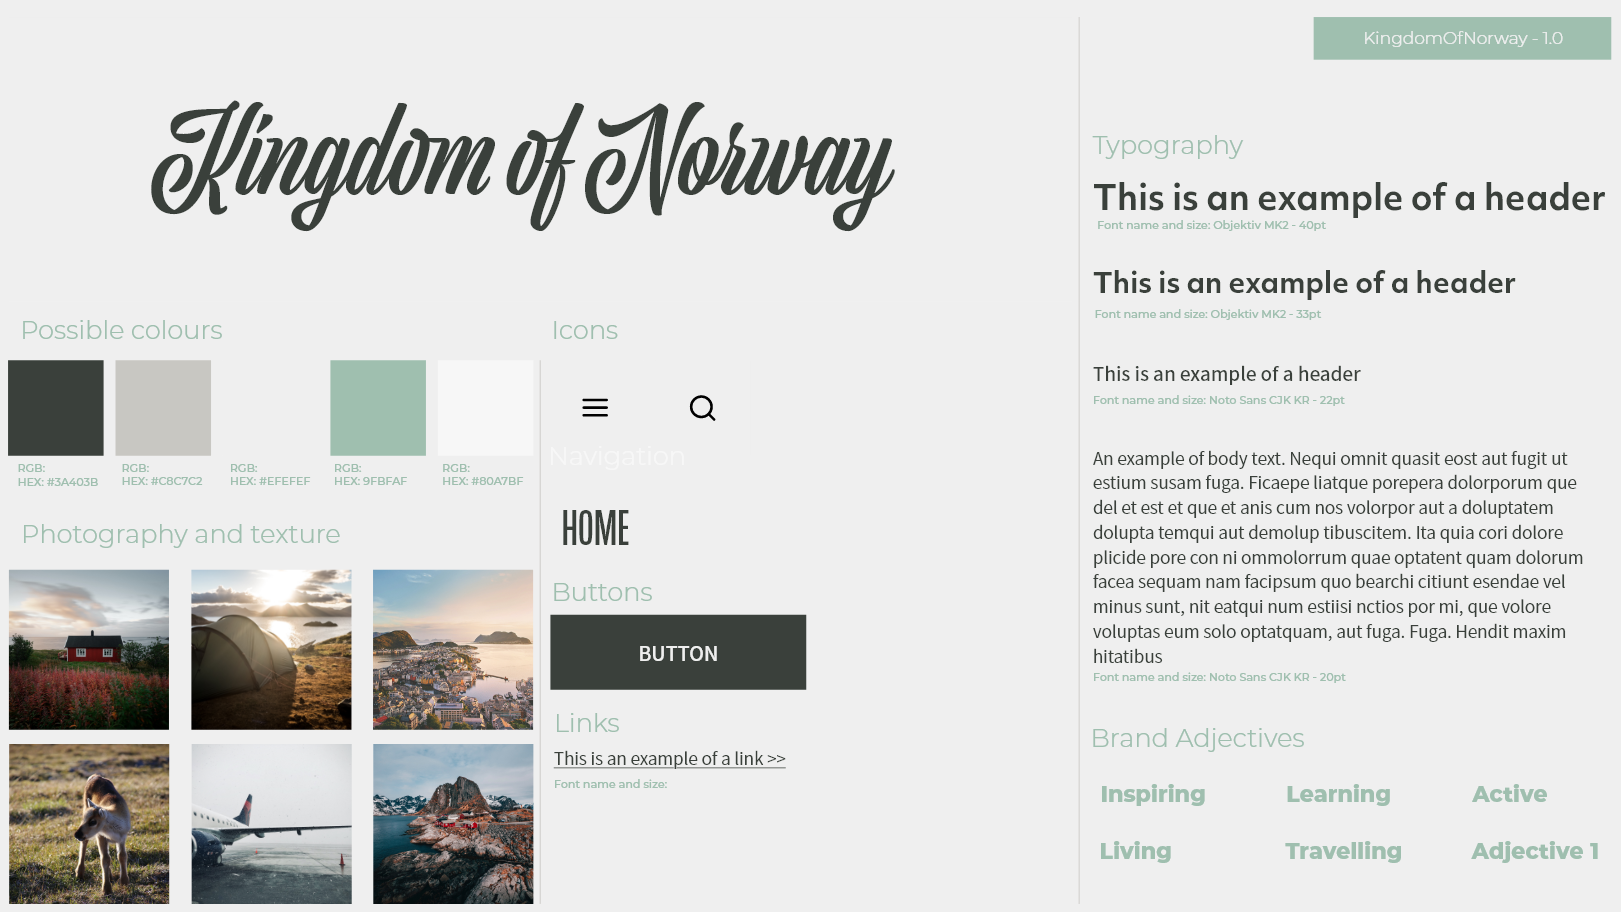 KingdomOfNorway - 1.0
Kingdom of Norway
Possible colours
RGB:
HEX: #3A403B
RGB:
HEX: #C8C7C2
RGB:
HEX: #EFEFEF
RGB:
HEX: 9FBFAF
RGB:
HEX: #80A7BF
Photography and texture
Icons
Navigation
HOME
Buttons
BUTTON
Links
This is an example of a link >>
Font name and size:
Typography
This is an example of a header
Font name and size: Objektiv MK2 - 40pt
This is an example of a header
Font name and size: Objektiv MK2 - 33pt
This is an example of a header
Font name and size: Noto Sans CJK KR - 22pt
An example of body text. Nequi omnit quasit eost aut fugit ut
estium susam fuga. Ficaepe liatque porepera dolorporum que
del et est et que et anis cum nos volorpor aut a doluptatem
dolupta temqui aut demolup tibuscitem. Ita quia cori dolore
plicide pore con ni ommolorrum quae optatent quam dolorum
facea sequam nam facipsum quo bearchi citiunt esendae vel
minus sunt, nit eatqui num estiisi nctios por mi, que volore
voluptas eum solo optatquam, aut fuga. Fuga. Hendit maxim
hitatibus
Font name and size: Noto Sans CJK KR - 20pt
Brand Adjectives
Inspiring
Learning
Active
Living
Travelling
Adjective 1